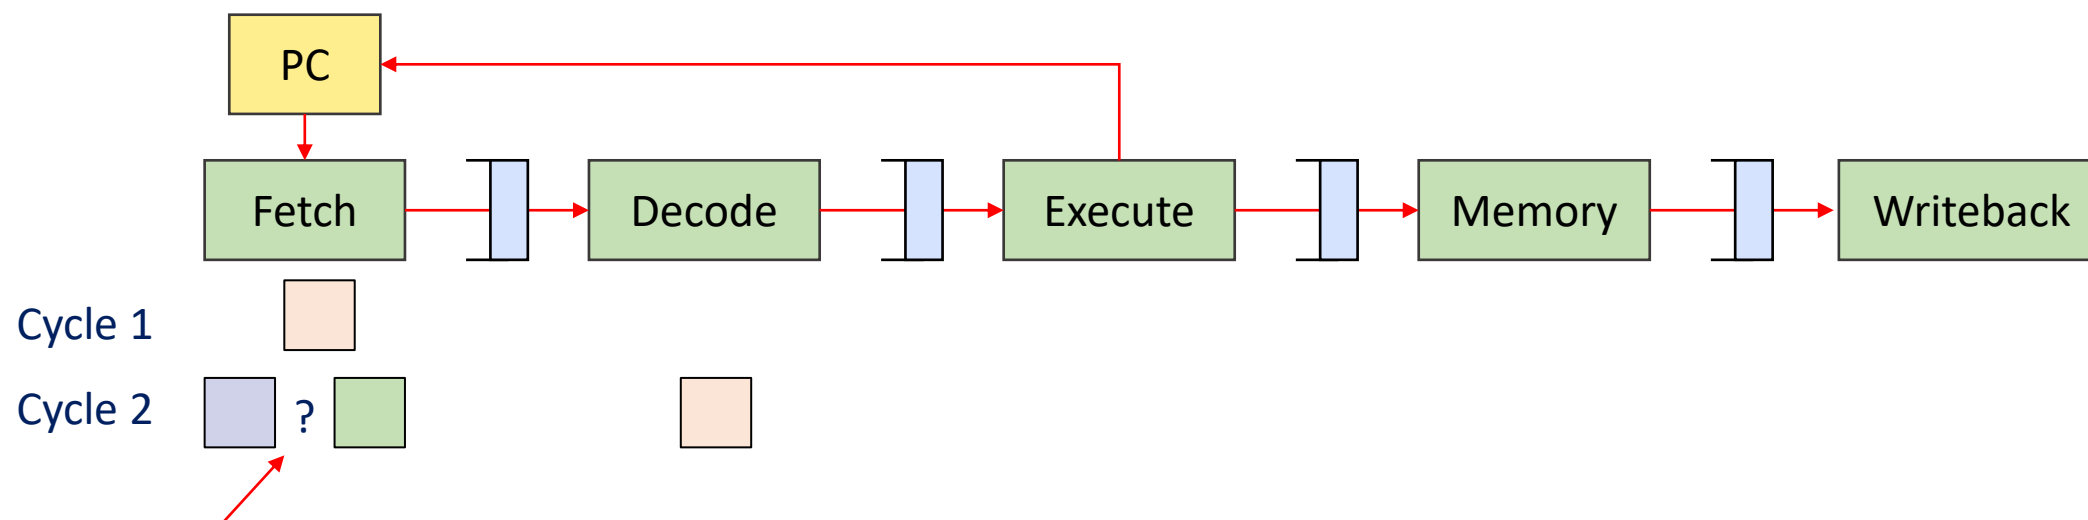 PC
Fetch
Decode
Execute
Memory
Writeback
Cycle 1
Cycle 2
?